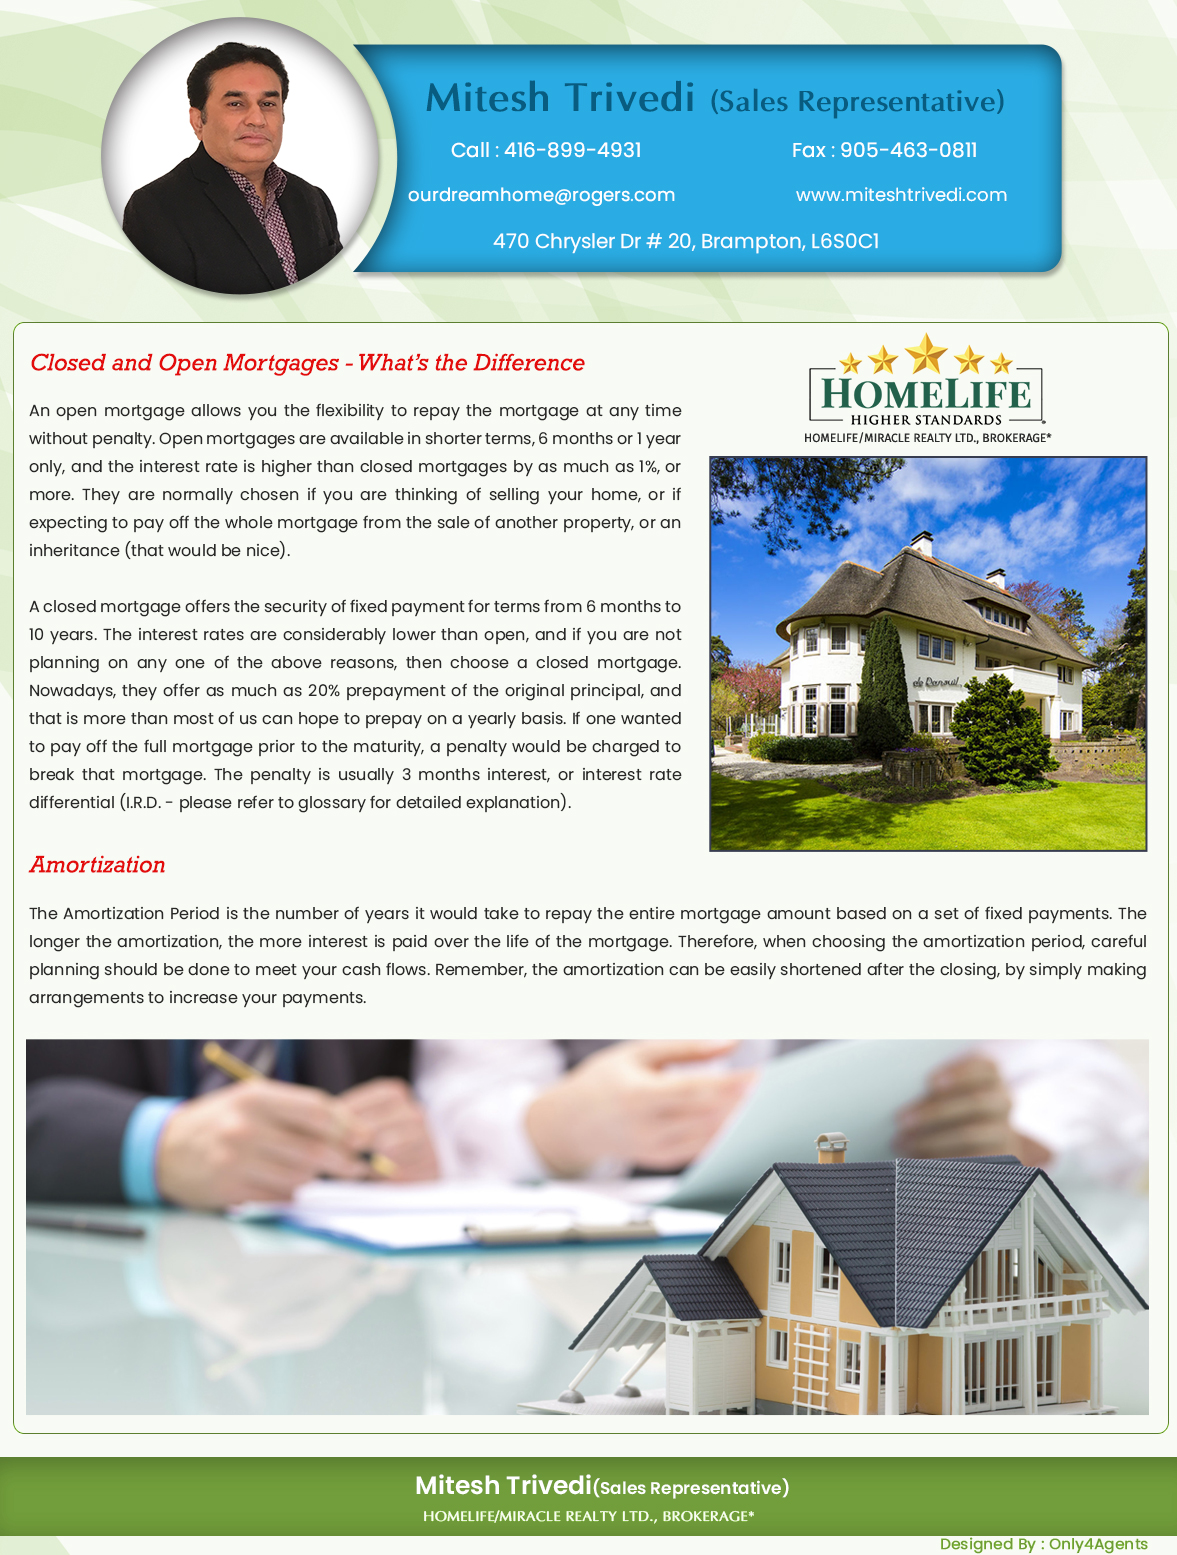 Mitesh Trivedi (Sales Representative)
Call : 416-899-4931
Fax : 905-463-0811
ourdreamhome@rogers.com
www.miteshtrivedi.com
470 Chrysler Dr # 20, Brampton, L6S0C1
Closed and Open Mortgages - What's the Difference
An open mortgage allows you the flexibility to repay the mortgage at any time
without penalty. Open mortgages are available in shorter terms, 6 months or 1 year
only, and the interest rate is higher than closed mortgages by as much as 1%, or
more. They are normally chosen if you are thinking of selling your home, or if
expecting to pay off the whole mortgage from the sale of another property, or an
inheritance (that would be nice).
A closed mortgage offers the security of fixed payment for terms from 6 months to
10 years. The interest rates are considerably lower than open, and if you are not
planning on any one of the above reasons, then choose a closed mortgage.
Nowadays, they offer as much as 20% prepayment of the original principal, and
that is more than most of us can hope to prepay on a yearly basis. If one wanted
to pay off the full mortgage prior to the maturity, a penalty would be charged to
break that mortgage. The penalty is usually 3 months interest, or interest rate
differential (I.R.D. - please refer to glossary for detailed explanation).
HOMELIFE
HIGHER STANDARDS
HOMELIFE/MIRACLE REALTY LTD., BROKERAGE*
Amortization
The Amortization Period is the number of years it would take to repay the entire mortgage amount based on a set of fixed payments. The
longer the amortization, the more interest is paid over the life of the mortgage. Therefore, when choosing the amortization period, careful
planning should be done to meet your cash flows. Remember, the amortization can be easily shortened after the closing, by simply making
arrangements to increase your payments.
Mitesh Trivedi(Sales Representative)
HOMELIFE/MIRACLE REALTY LTD., BROKERAGE*
Designed By : Only4Agents